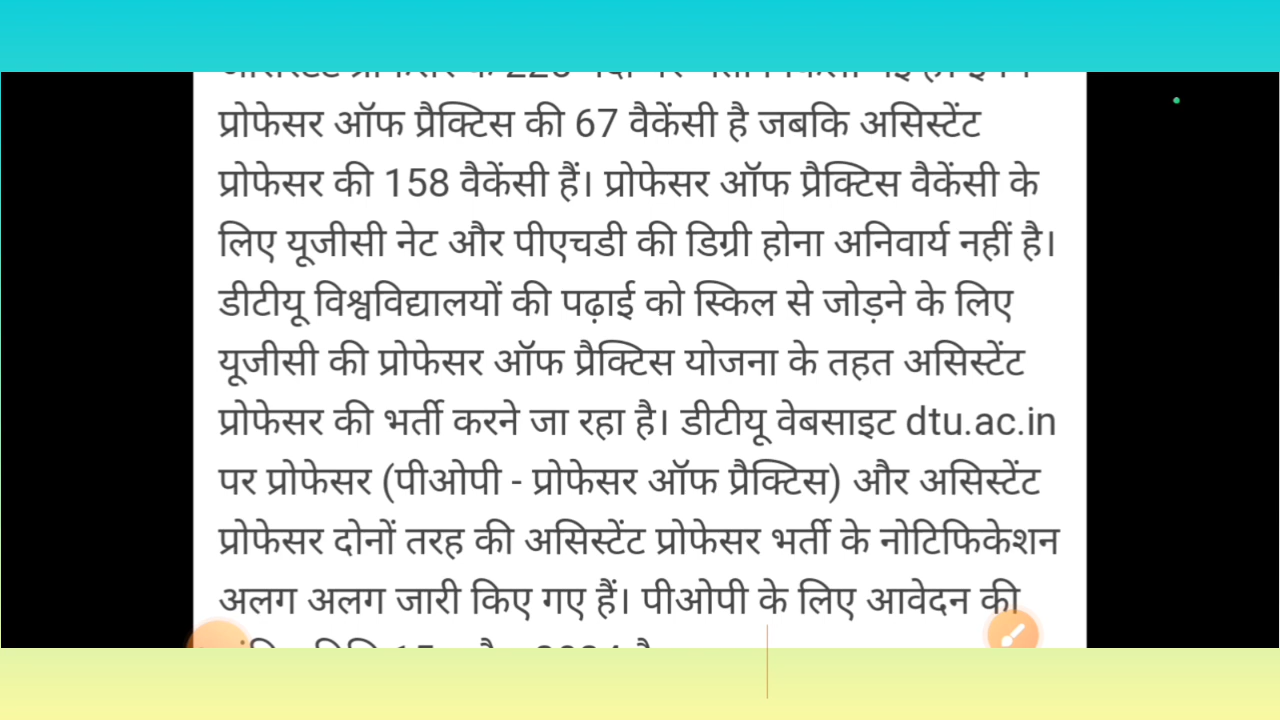 प्रोफेसर ऑफ प्रैक्टिस की 67 वैकेंसी है जबकि असिस्टेंट
प्रोफेसर की 158 वैकेंसी हैं। प्रोफेसर ऑफ प्रैक्टिस वैकेंसी के
लिए यूजीसी नेट और पीएचडी की डिग्री होना अनिवार्य नहीं है।
डीटीयू विश्वविद्यालयों की पढ़ाई को स्किल से जोड़ने के लिए
यूजीसी की प्रोफेसर ऑफ प्रैक्टिस योजना के तहत असिस्टेंट
प्रोफेसर की भर्ती करने जा रहा है। डीटीयू वेबसाइट dtu.ac.in
पर प्रोफेसर (पीओपी - प्रोफेसर ऑफ प्रैक्टिस) और असिस्टेंट
प्रोफेसर दोनों तरह की असिस्टेंट प्रोफेसर भर्ती के नोटिफिकेशन
अलग अलग जारी किए गए हैं। पीओपी के लिए आवेदन की